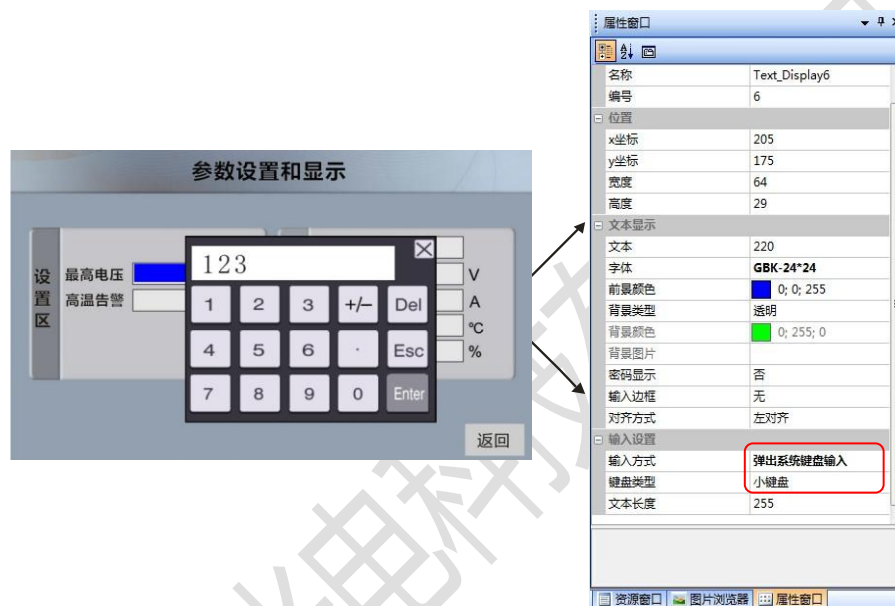 参数设置和显示
设置区
最高电压
高温告警
123
1 2 3 +/- Del
4 5 6 · Esc
7 8 9 0 Enter
V
A
℃
%
返回
属性窗口
名称 Text_Display6
编号 6
位置
x坐标 205
y坐标 175
宽度 64
高度 29
文本显示
文本 220
字体 GBK-24*24
前景颜色 0; 0; 255
背景类型 透明
背景颜色 0; 255; 0
背景图片
密码显示 否
输入边框 无
对齐方式 左对齐
输入设置
输入方式 弹出系统键盘输入
键盘类型 小键盘
文本长度 255
资源窗口 图片浏览器 属性窗口